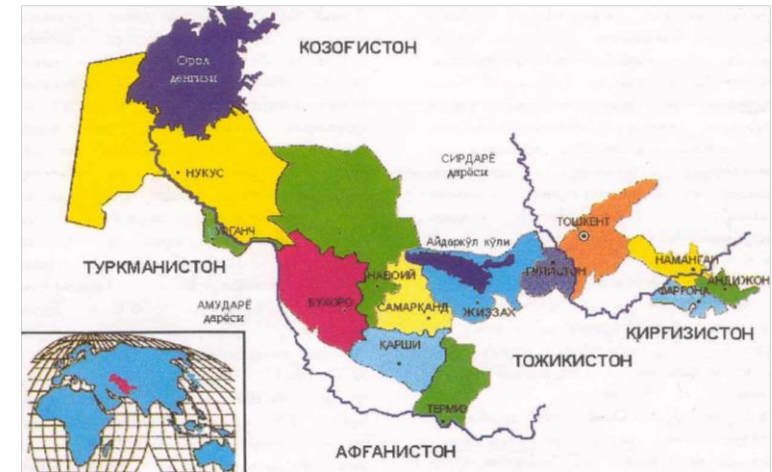 КОЗОҒИСТОН
Орол
денгизи
СИРДАРЁ
дарёси
НУКУС
ТОШКЕНТ
УРГАНЧ
Айдаркўл кўли
НАМАНГАН
ТУРКМАНИСТОН
НАВОИЙ
ГУЛИСТОН
АНДИЖОН
ФАРҒОНА
АМУДАРЁ
дарёси
БУХОРО
САМАРҚАНД
ЖИЗЗАХ
ҚИРҒИЗИСТОН
ҚАРШИ
ТОЖИКИСТОН
ТЕРМИЗ
АФҒАНИСТОН